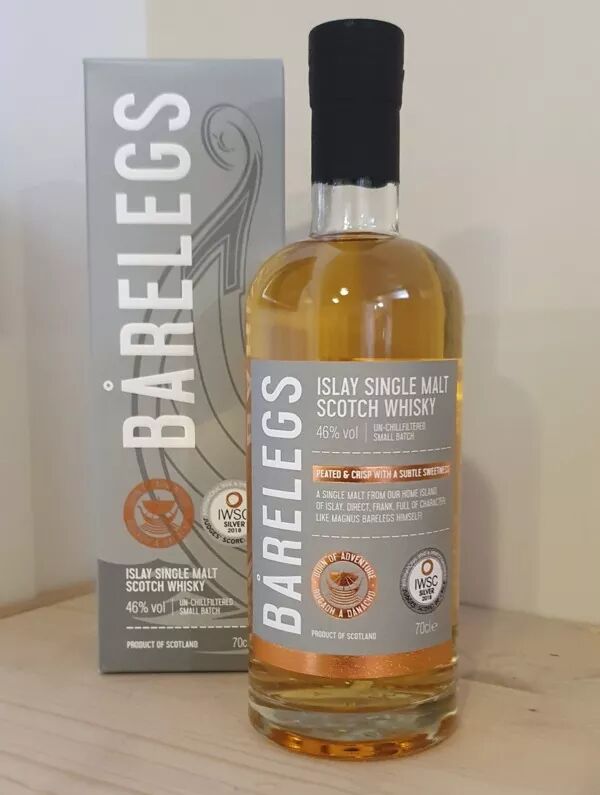 BÅRELEGS
IWSC
SILVER
2018
ISLAY SINGLE MALT
SCOTCH WHISKY
46% vol
UN-CHILLFILTERED
SMALL BATCH
PRODUCT OF SCOTLAND
70c
BÅRELEGS
ISLAY SINGLE MALT
SCOTCH WHISKY
46% vol
UN-CHILLFILTERED
SMALL BATCH
PEATED & CRISP WITH A SUBTLE SWEETNESS
A SINGLE MALT FROM OUR HOME ISLAND
OF ISLAY. DIRECT, FRANK, FULL OF CHARACTER,
LIKE MAGNUS BARELEGS HIMSELF!
BORN OF ADVENTURE
IWSC
SILVER
2018
PRODUCT OF SCOTLAND
70cl e